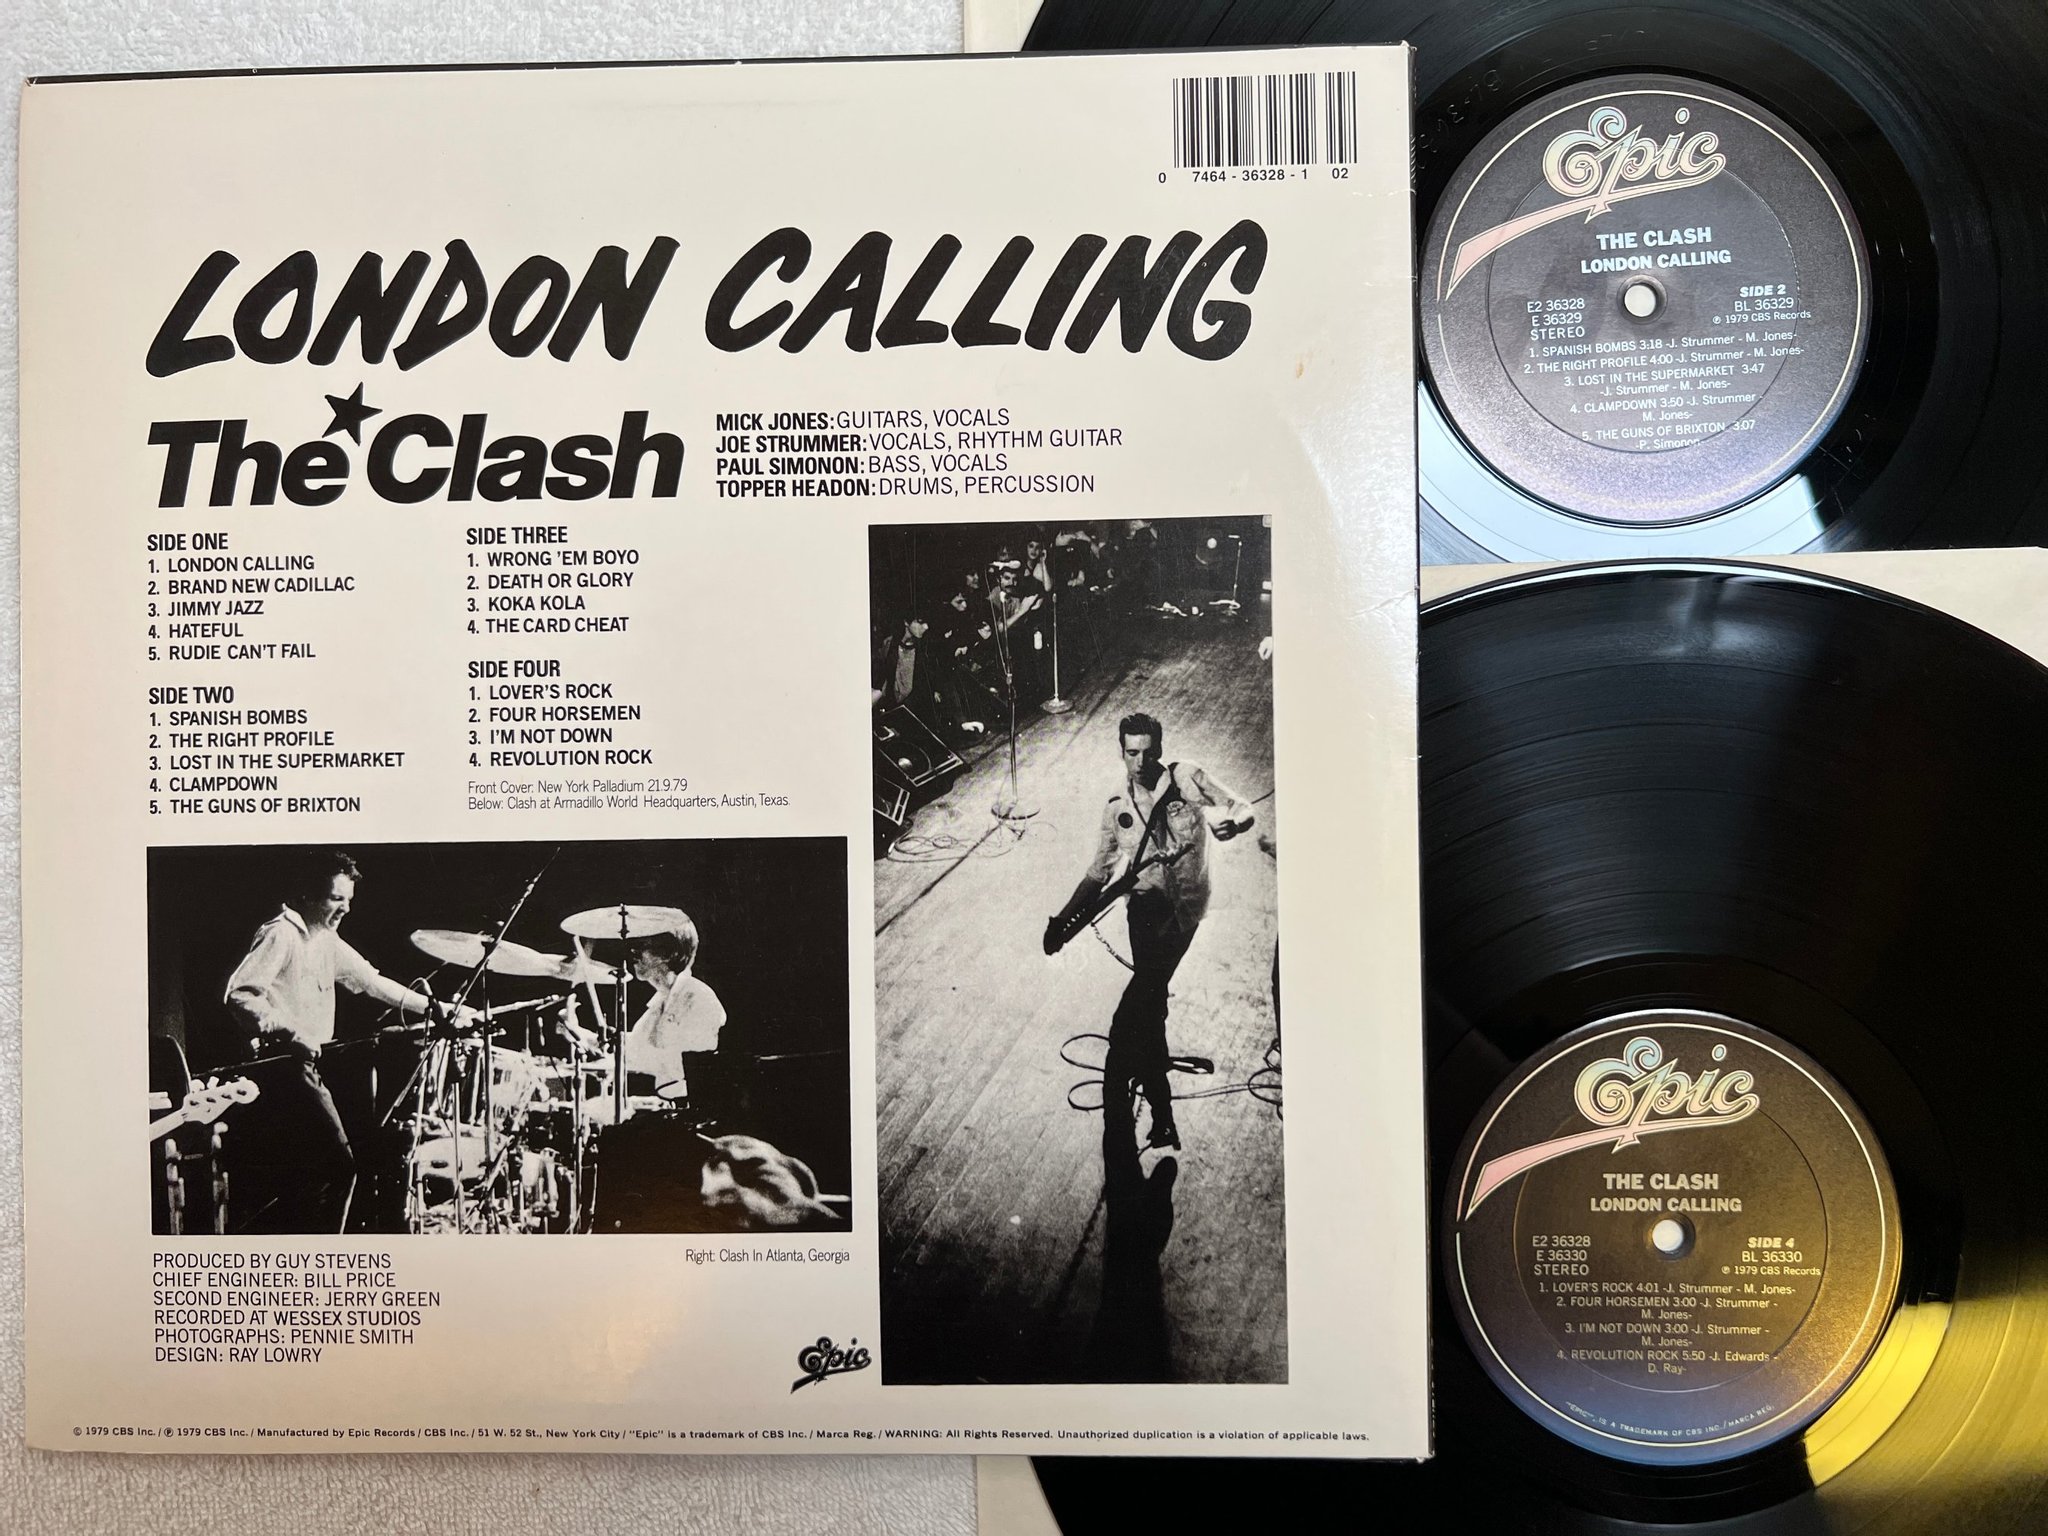 0 7464 - 36328 - 1 02
LONDON CALLING
The Clash
MICK JONES: GUITARS, VOCALS
JOE STRUMMER: VOCALS, RHYTHM GUITAR
PAUL SIMONON: BASS, VOCALS
TOPPER HEADON: DRUMS, PERCUSSION
SIDE ONE
1. LONDON CALLING
2. BRAND NEW CADILLAC
3. JIMMY JAZZ
4. HATEFUL
5. RUDIE CAN'T FAIL
SIDE TWO
1. SPANISH BOMBS
2. THE RIGHT PROFILE
3. LOST IN THE SUPERMARKET
4. CLAMPDOWN
5. THE GUNS OF BRIXTON
SIDE THREE
1. WRONG 'EM BOYO
2. DEATH OR GLORY
3. KOKA KOLA
4. THE CARD CHEAT
SIDE FOUR
1. LOVER'S ROCK
2. FOUR HORSEMEN
3. I'M NOT DOWN
4. REVOLUTION ROCK
Front Cover: New York Palladium 21.9.79
Below: Clash at Armadillo World Headquarters, Austin, Texas.
Right: Clash In Atlanta, Georgia
PRODUCED BY GUY STEVENS
CHIEF ENGINEER: BILL PRICE
SECOND ENGINEER: JERRY GREEN
RECORDED AT WESSEX STUDIOS
PHOTOGRAPHS: PENNIE SMITH
DESIGN: RAY LOWRY
Epic
© 1979 CBS Inc. / ℗ 1979 CBS Inc. / Manufactured by Epic Records / CBS Inc. / 51 W. 52 St., New York City / "Epic" is a trademark of CBS Inc. / Marca Reg. / WARNING: All Rights Reserved. Unauthorized duplication is a violation of applicable laws.
Epic
THE CLASH
LONDON CALLING
E2 36328
E 36329
STEREO
SIDE 2
BL 36329
℗ 1979 CBS Records
1. SPANISH BOMBS 3:18 -J. Strummer - M. Jones-
2. THE RIGHT PROFILE 4:00 -J. Strummer - M. Jones-
3. LOST IN THE SUPERMARKET 3:47
-J. Strummer - M. Jones-
4. CLAMPDOWN 3:50 -J. Strummer -
M. Jones-
5. THE GUNS OF BRIXTON 3:07
-P. Simonon-
Epic
THE CLASH
LONDON CALLING
E2 36328
E 36330
STEREO
SIDE 4
BL 36330
℗ 1979 CBS Records
1. LOVER'S ROCK 4:01 -J. Strummer - M. Jones-
2. FOUR HORSEMEN 3:00 -J. Strummer -
M. Jones-
3. I'M NOT DOWN 3:00 -J. Strummer -
M. Jones-
4. REVOLUTION ROCK 5:50 -J. Edwards -
D. Ray-
"EPIC", IS A TRADEMARK OF CBS INC./MARCA REG.